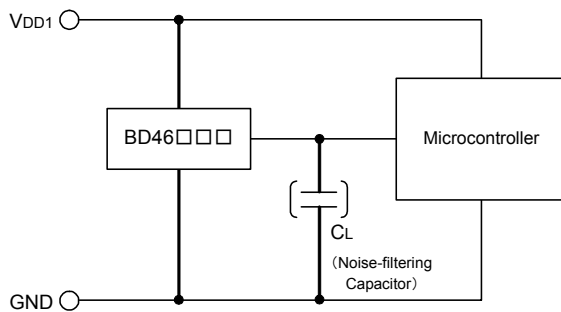 VDD1
BD46□□□
Microcontroller
CL
（Noise-filtering
Capacitor）
GND